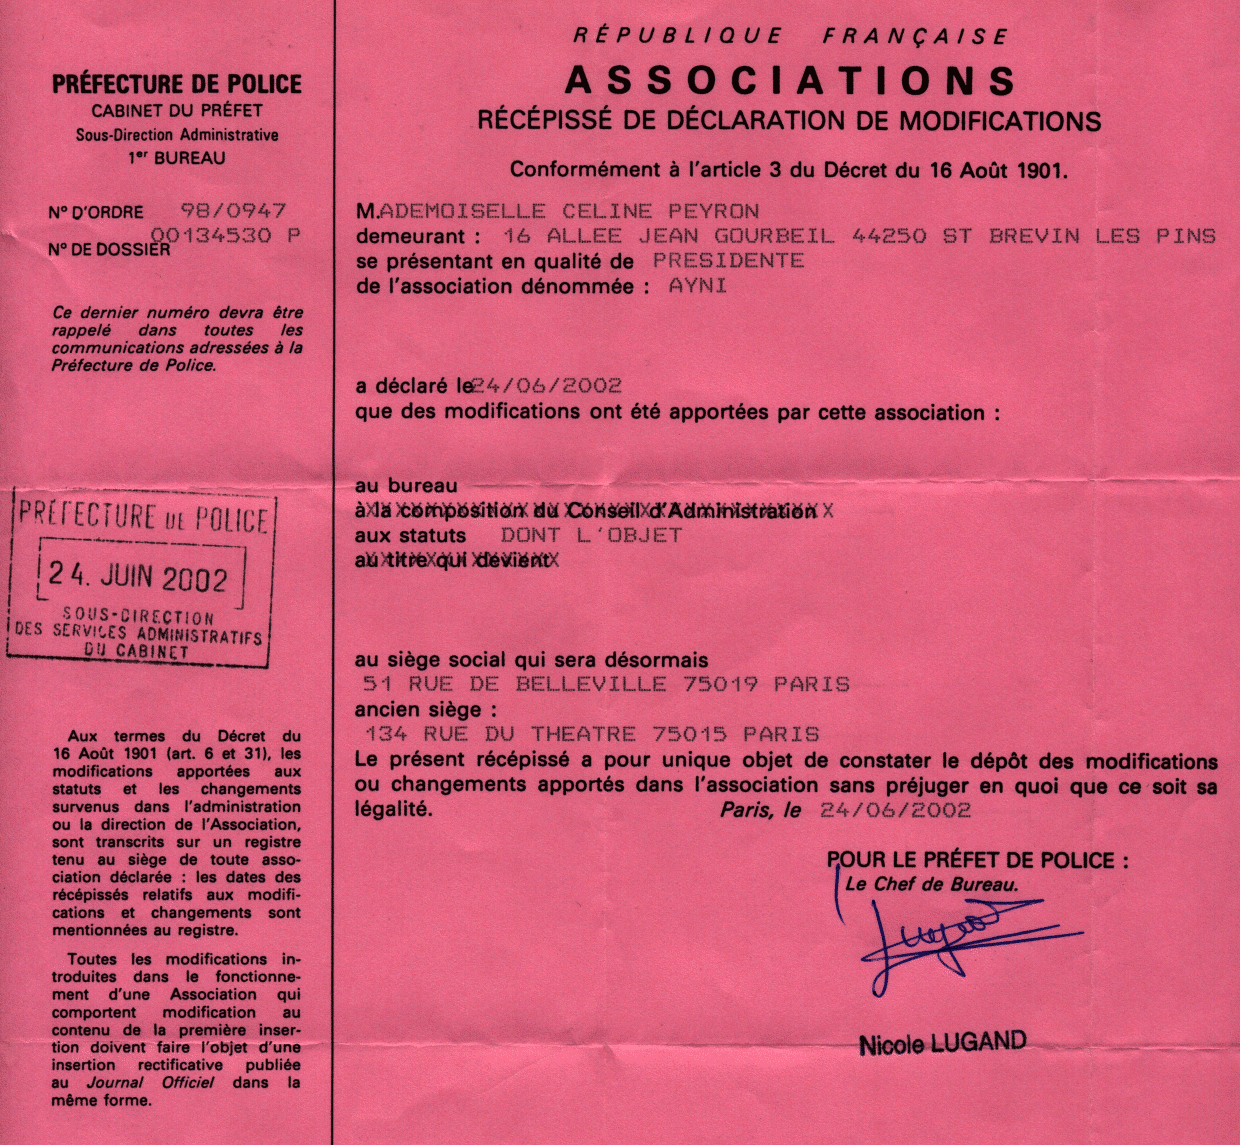 PRÉFECTURE DE POLICE
CABINET DU PRÉFET
Sous-Direction Administrative
1er BUREAU
N° D'ORDRE 98/0947
00134530 P
N° DE DOSSIER
Ce dernier numéro devra être
rappelé dans toutes les
communications adressées à la
Préfecture de Police.
PRÉFECTURE DE POLICE
24. JUIN 2002
SOUS-DIRECTION
DES SERVICES ADMINISTRATIFS
DU CABINET
Aux termes du Décret du
16 Août 1901 (art. 6 et 31), les
modifications apportées aux
statuts et les changements
survenus dans l'administration
ou la direction de l'Association,
sont transcrits sur un registre
tenu au siège de toute asso-
ciation déclarée : les dates des
récépissés relatifs aux modifi-
cations et changements sont
mentionnées au registre.
Toutes les modifications in-
troduites dans le fonctionne-
ment d'une Association qui
comportent modification au
contenu de la première inser-
tion doivent faire l'objet d'une
insertion rectificative publiée
au Journal Officiel dans la
même forme.
RÉPUBLIQUE FRANÇAISE
ASSOCIATIONS
RÉCÉPISSÉ DE DÉCLARATION DE MODIFICATIONS
Conformément à l'article 3 du Décret du 16 Août 1901.
M.ADEMOISELLE CELINE PEYRON
demeurant : 16 ALLEE JEAN GOURBEIL 44250 ST BREVIN LES PINS
se présentant en qualité de PRESIDENTE
de l'association dénommée : AYNI
a déclaré le 24/06/2002
que des modifications ont été apportées par cette association :
au bureau
à la composition du Conseil d'Administration
aux statuts DONT L'OBJET
au titre qui devient
au siège social qui sera désormais
51 RUE DE BELLEVILLE 75019 PARIS
ancien siège :
134 RUE DU THEATRE 75015 PARIS
Le présent récépissé a pour unique objet de constater le dépôt des modifications
ou changements apportés dans l'association sans préjuger en quoi que ce soit sa
légalité. Paris, le 24/06/2002
POUR LE PRÉFET DE POLICE :
Le Chef de Bureau.
Nicole LUGAND